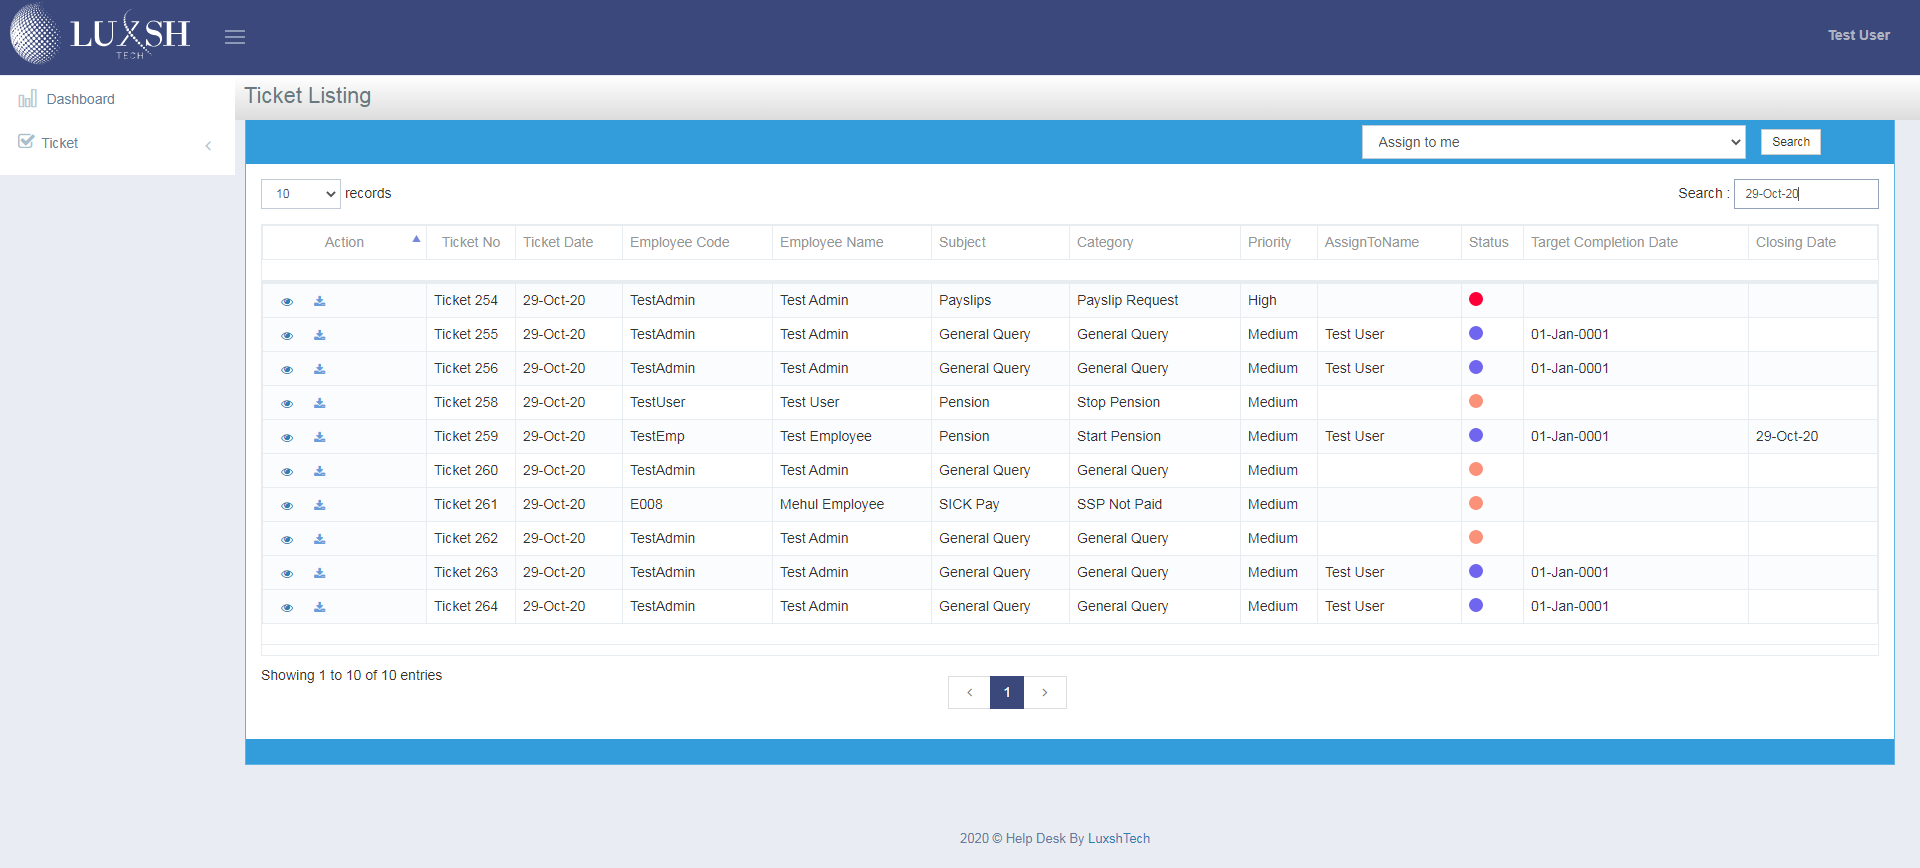 LUXSH
TECH
Test User
Dashboard
Ticket
Ticket Listing
Assign to me
Search
10 records
Search : 29-Oct-20
Action Ticket No Ticket Date Employee Code Employee Name Subject Category Priority AssignToName Status Target Completion Date Closing Date
Ticket 254 29-Oct-20 TestAdmin Test Admin Payslips Payslip Request High
Ticket 255 29-Oct-20 TestAdmin Test Admin General Query General Query Medium Test User 01-Jan-0001
Ticket 256 29-Oct-20 TestAdmin Test Admin General Query General Query Medium Test User 01-Jan-0001
Ticket 258 29-Oct-20 TestUser Test User Pension Stop Pension Medium
Ticket 259 29-Oct-20 TestEmp Test Employee Pension Start Pension Medium Test User 01-Jan-0001 29-Oct-20
Ticket 260 29-Oct-20 TestAdmin Test Admin General Query General Query Medium
Ticket 261 29-Oct-20 E008 Mehul Employee SICK Pay SSP Not Paid Medium
Ticket 262 29-Oct-20 TestAdmin Test Admin General Query General Query Medium
Ticket 263 29-Oct-20 TestAdmin Test Admin General Query General Query Medium Test User 01-Jan-0001
Ticket 264 29-Oct-20 TestAdmin Test Admin General Query General Query Medium Test User 01-Jan-0001
Showing 1 to 10 of 10 entries
1
2020 © Help Desk By LuxshTech